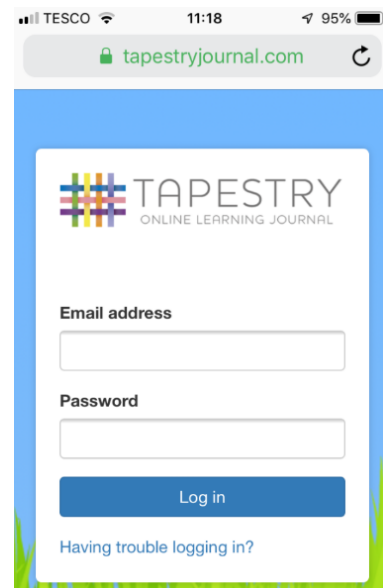 TESCO 11:18 95%
tapestryjournal.com
TAPESTRY
ONLINE LEARNING JOURNAL
Email address
Password
Log in
Having trouble logging in?